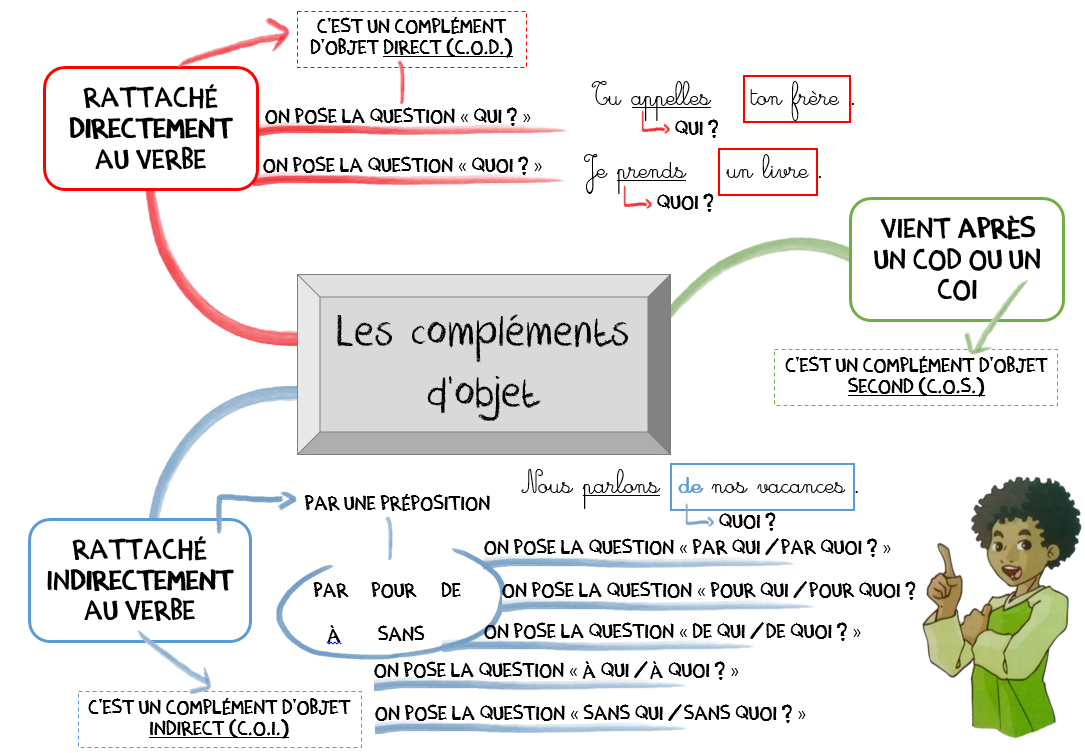 C'EST UN COMPLÉMENT
D'OBJET DIRECT (C.O.D.)
RATTACHÉ
DIRECTEMENT
AU VERBE
ON POSE LA QUESTION « QUI ? »
ON POSE LA QUESTION « QUOI ? »
Tu appelles ton frère.
QUI ?
Je prends un livre.
QUOI ?
VIENT APRÈS
UN COD OU UN
COI
C'EST UN COMPLÉMENT D'OBJET
SECOND (C.O.S.)
Les compléments
d'objet
Nous parlons de nos vacances.
QUOI ?
PAR UNE PRÉPOSITION
RATTACHÉ
INDIRECTEMENT
AU VERBE
PAR POUR DE
À SANS
ON POSE LA QUESTION « PAR QUI / PAR QUOI ? »
ON POSE LA QUESTION « POUR QUI / POUR QUOI ?
ON POSE LA QUESTION « DE QUI / DE QUOI ? »
ON POSE LA QUESTION « À QUI / À QUOI ? »
ON POSE LA QUESTION « SANS QUI / SANS QUOI ? »
C'EST UN COMPLÉMENT D'OBJET
INDIRECT (C.O.I.)